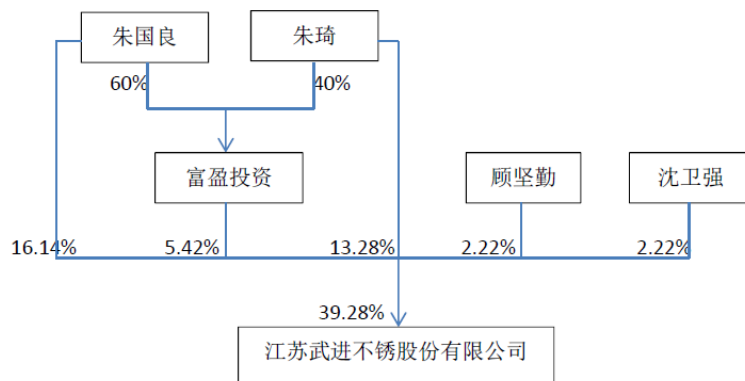 朱国良
朱琦
60%
40%
富盈投资
顾坚勤
沈卫强
16.14%
5.42%
13.28%
2.22%
2.22%
39.28%
江苏武进不锈股份有限公司